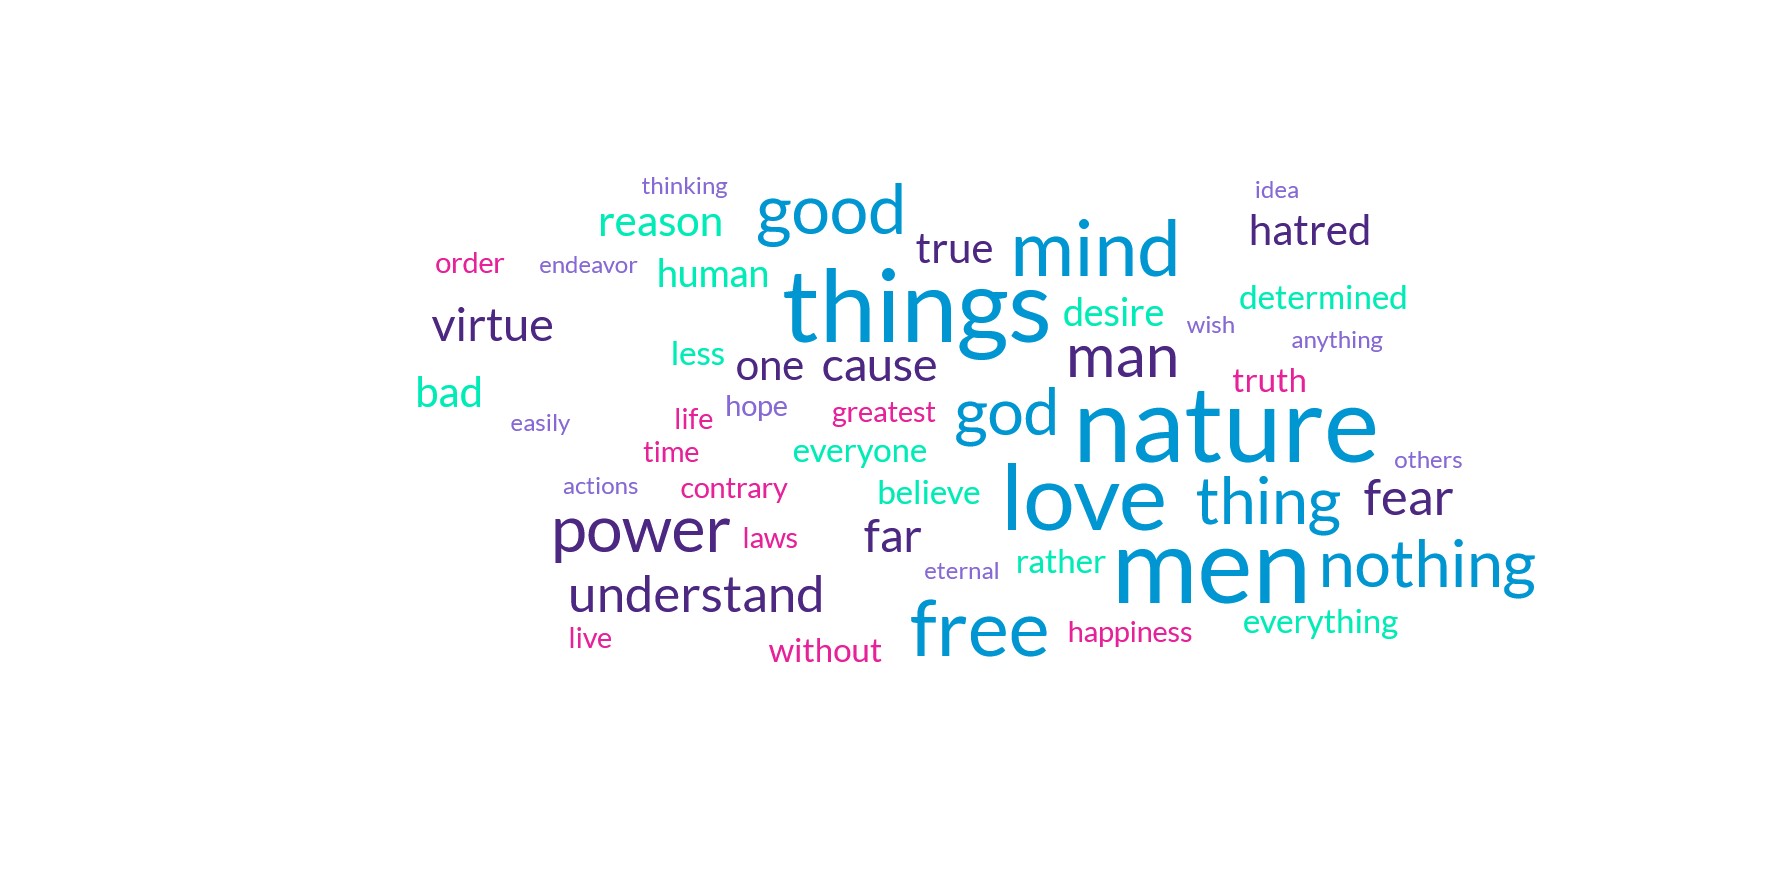 thinking
good
idea
reason
true
mind
hatred
order
endeavor
human
things
desire
wish
determined
virtue
anything
less
one
cause
man
truth
bad
easily
life
hope
greatest
god
nature
time
everyone
others
actions
contrary
believe
love
thing
fear
power
laws
far
eternal
rather
men
nothing
understand
free
happiness
everything
live
without